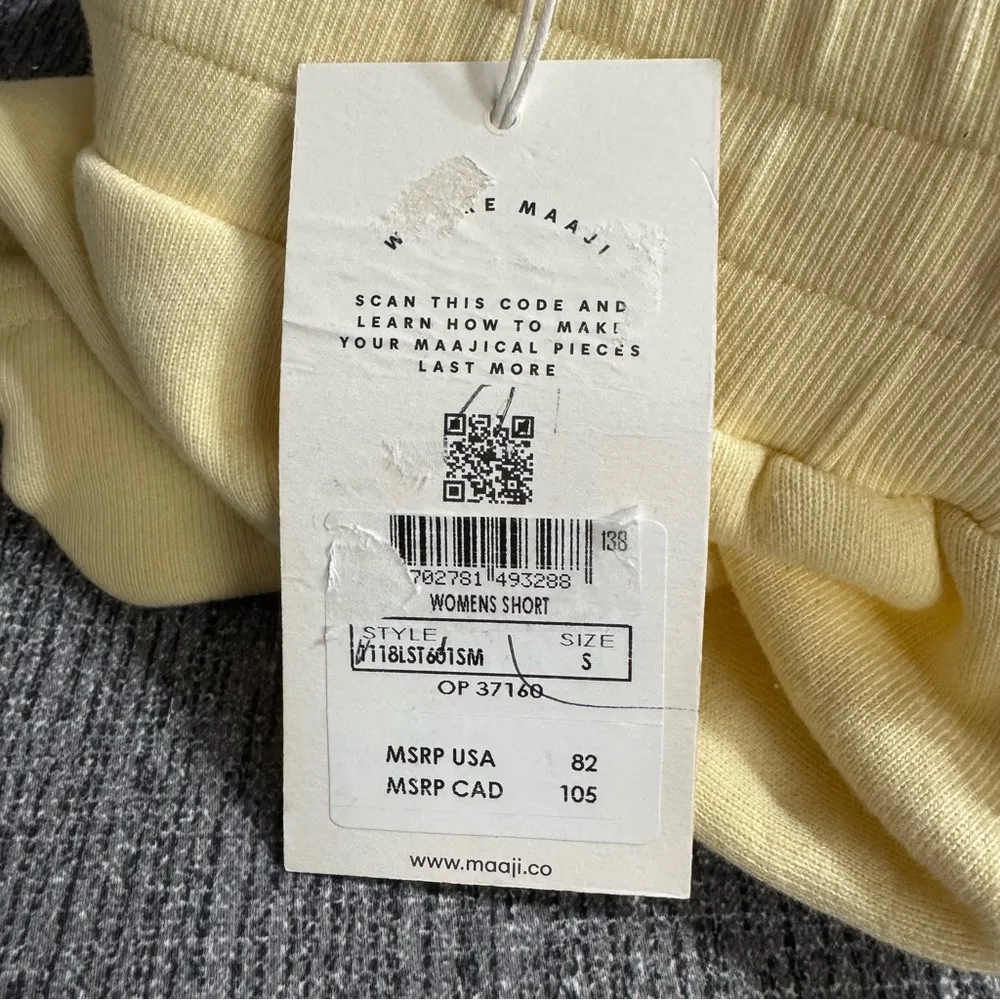 MAAJI
SCAN THIS CODE AND
LEARN HOW TO MAKE
YOUR MAAJICAL PIECES
LAST MORE
138
702781 493288
WOMENS SHORT
STYLE SIZE
1118LST601SM S
OP 37160
MSRP USA 82
MSRP CAD 105
www.maaji.co